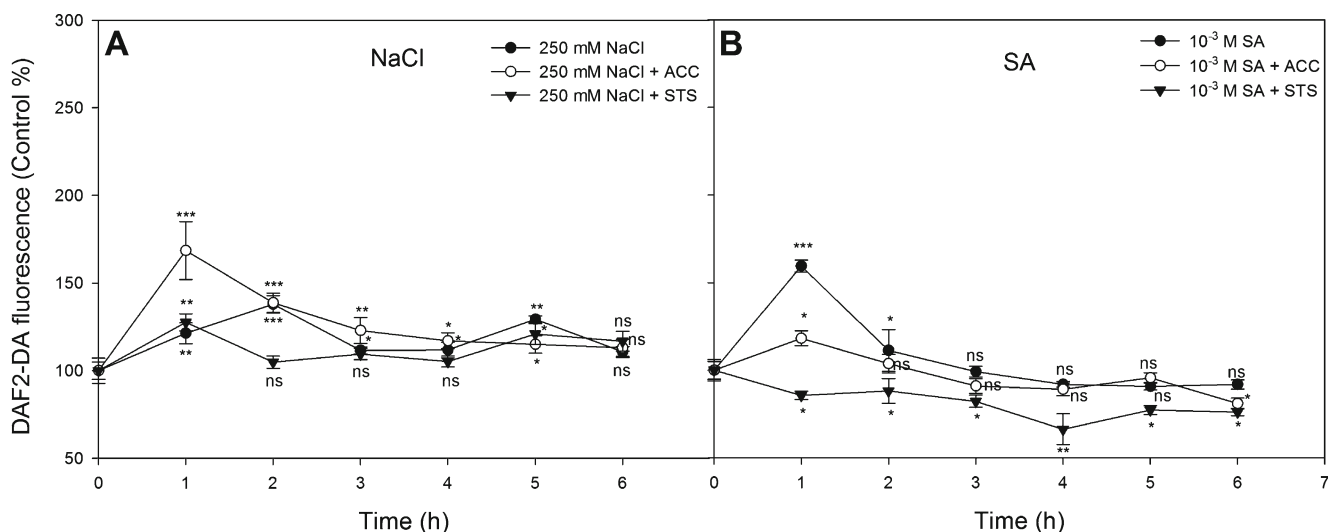 A
NaCl
250 mM NaCl
250 mM NaCl + ACC
250 mM NaCl + STS
DAF2-DA fluorescence (Control %)
300
250
200
150
100
50
***
**
**
***
***
ns
**
*
ns
*
*
ns
**
*
*
ns
ns
ns
0 1 2 3 4 5 6
Time (h)
B
SA
10⁻³ M SA
10⁻³ M SA + ACC
10⁻³ M SA + STS
***
*
*
*
ns
*
ns
ns
*
ns
ns
**
ns
ns
*
ns
*
*
0 1 2 3 4 5 6 7
Time (h)